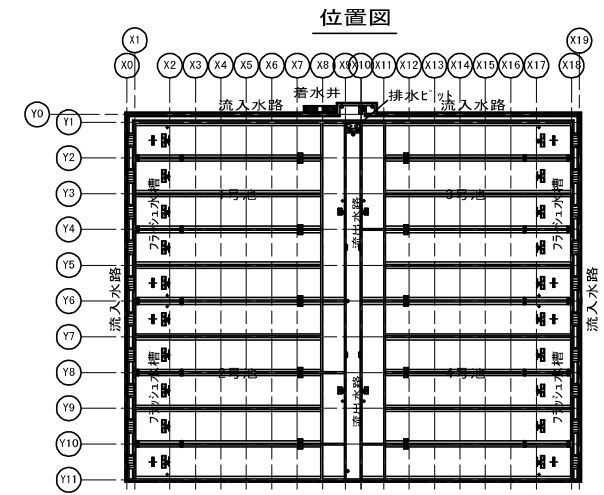 位置図
X1
X19
X0
X2
X3
X4
X5
X6
X7
X8
X9
X10
X11
X12
X13
X14
X15
X16
X17
X18
着水井
排水ﾋﾟｯﾄ
流入水路
流入水路
Y0
Y1
Y2
Y3
Y4
Y5
Y6
Y7
Y8
Y9
Y10
Y11
1号池
3号池
フラッシュ水槽
フラッシュ水槽
流出水路
流入水路
流入水路
2号池
4号池
フラッシュ水槽
フラッシュ水槽
流出水路